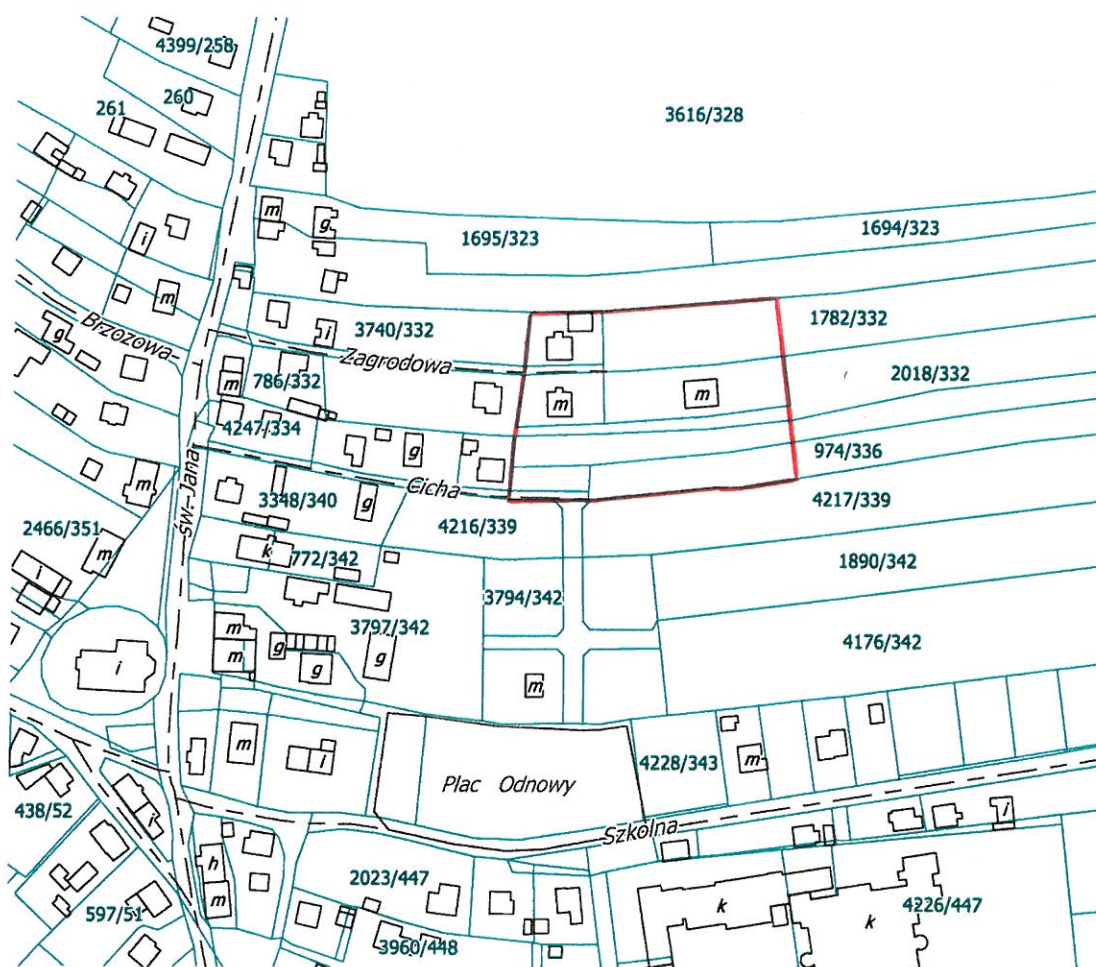 4399/258
260
261
3616/328
m
g
1695/323
1694/323
i
m
Brzozowa
g
3740/332
i
1782/332
Zagrodowa
786/332
m
2018/332
m
m
4247/334
g
974/336
Cicha
3348/340
g
4216/339
4217/339
m
św. Jana
2466/351
m
k
772/342
1890/342
i
3794/342
3797/342
m
m
g
g
g
4176/342
i
m
m
i
Plac Odnowy
4228/343
m
438/52
i
Szkolna
i
h
m
2023/447
597/51
k
k
4226/447
3960/448